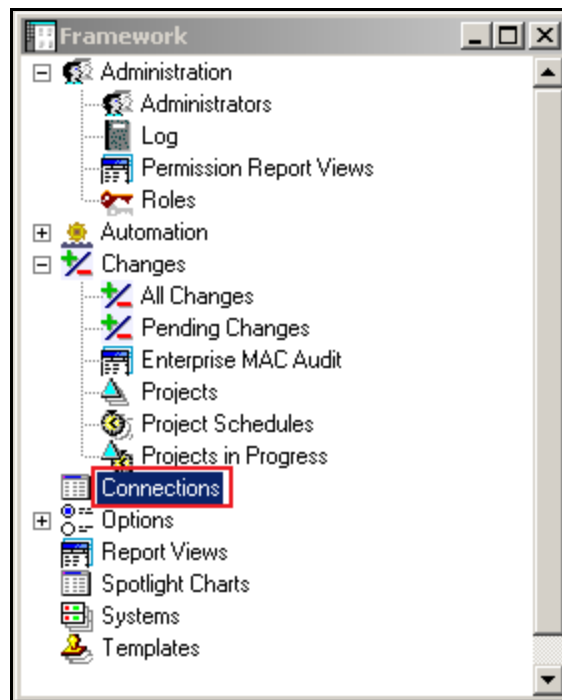 Framework
Administration
Administrators
Log
Permission Report Views
Roles
Automation
Changes
All Changes
Pending Changes
Enterprise MAC Audit
Projects
Project Schedules
Projects in Progress
Connections
Options
Report Views
Spotlight Charts
Systems
Templates